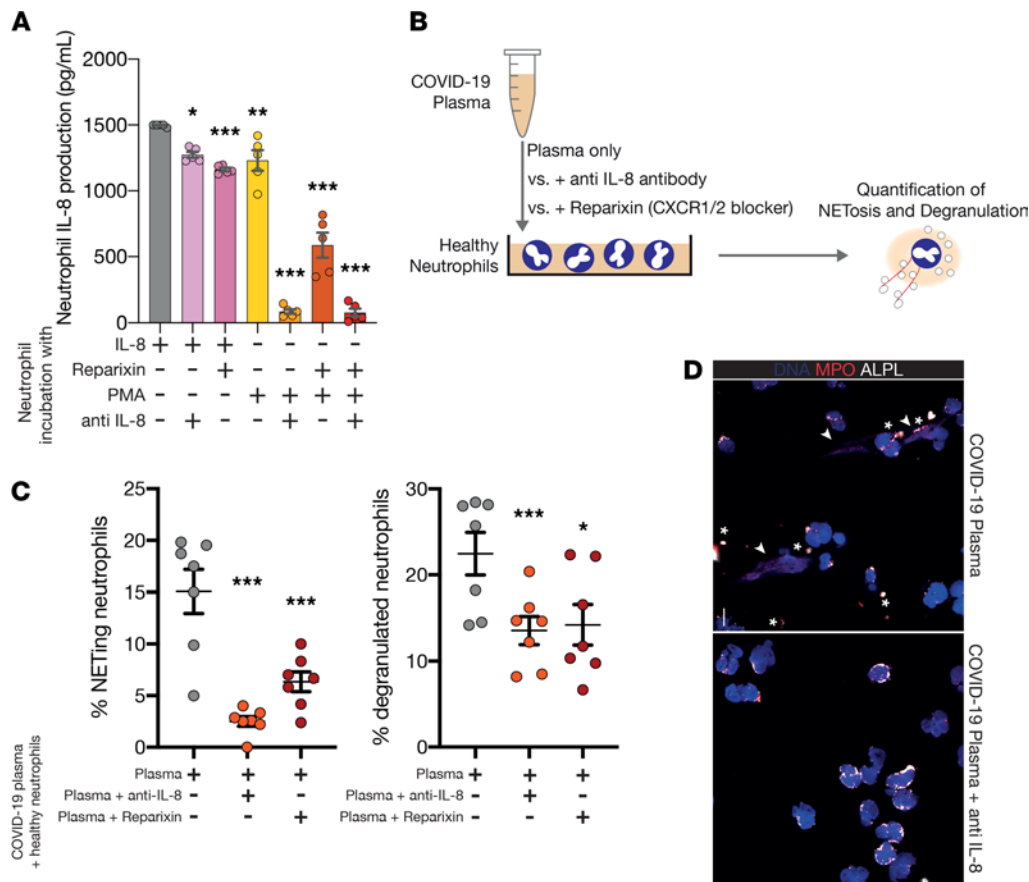 A
Neutrophil IL-8 production (pg/mL)
2000
1500
1000
500
0
*
***
**
***
***
***
Neutrophil
incubation with
IL-8 + + + - - - -
Reparixin - - + - - + +
PMA - - - + + + +
anti IL-8 - + - - + - +
B
COVID-19
Plasma
Plasma only
vs. + anti IL-8 antibody
vs. + Reparixin (CXCR1/2 blocker)
Healthy
Neutrophils
Quantification of
NETosis and Degranulation
C
% NETing neutrophils
25
20
15
10
5
0
***
***
COVID-19 plasma
+ healthy neutrophils
Plasma + + +
Plasma + anti-IL-8 - + -
Plasma + Reparixin - - +
% degranulated neutrophils
30
20
10
0
***
*
Plasma + + +
Plasma + anti-IL-8 - + -
Plasma + Reparixin - - +
D
DNA MPO ALPL
* *
* *
*
*
COVID-19 Plasma
COVID-19 Plasma + anti IL-8